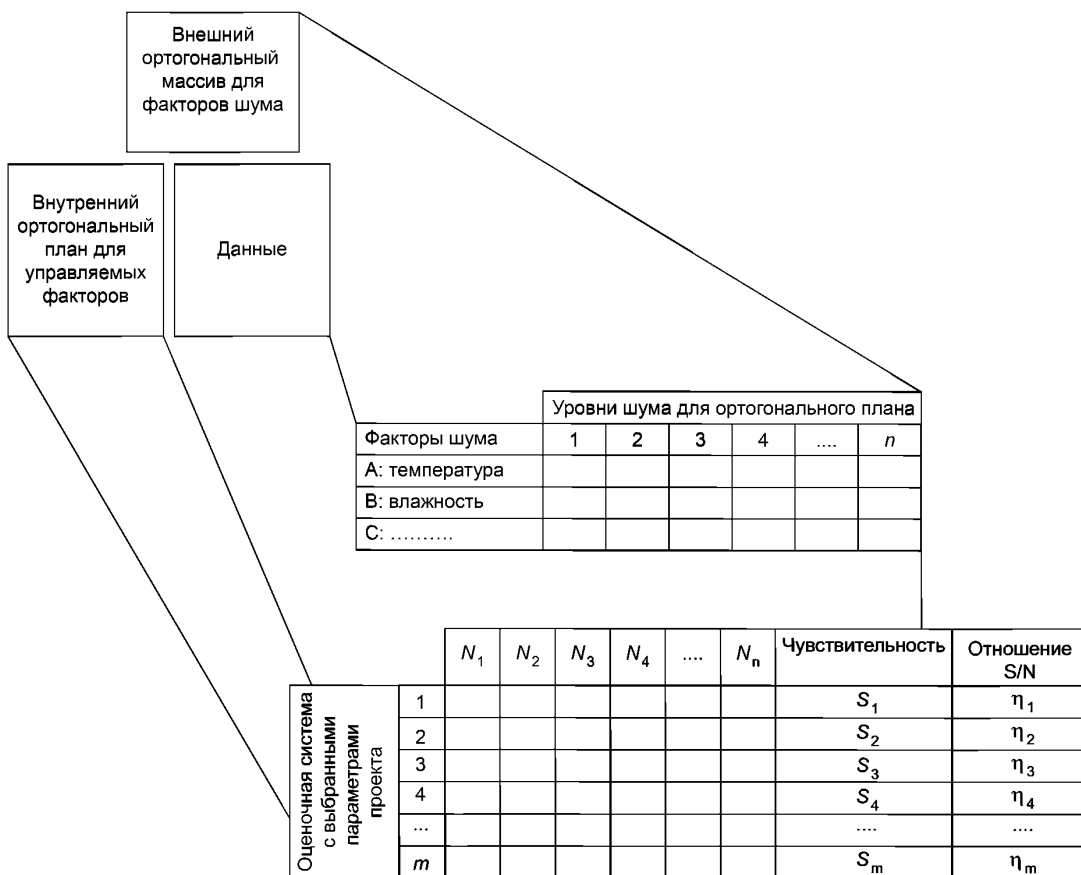 Внешний
ортогональный
массив для
факторов шума
Внутренний
ортогональный
план для
управляемых
факторов
Данные
Уровни шума для ортогонального плана
Факторы шума 1 2 3 4 .... n
A: температура
B: влажность
C: ..........
N1 N2 N3 N4 .... Nn Чувствительность Отношение
S/N
Оценочная система
с выбранными
параметрами
проекта
1 S1 η1
2 S2 η2
3 S3 η3
4 S4 η4
... .... ....
m Sm ηm